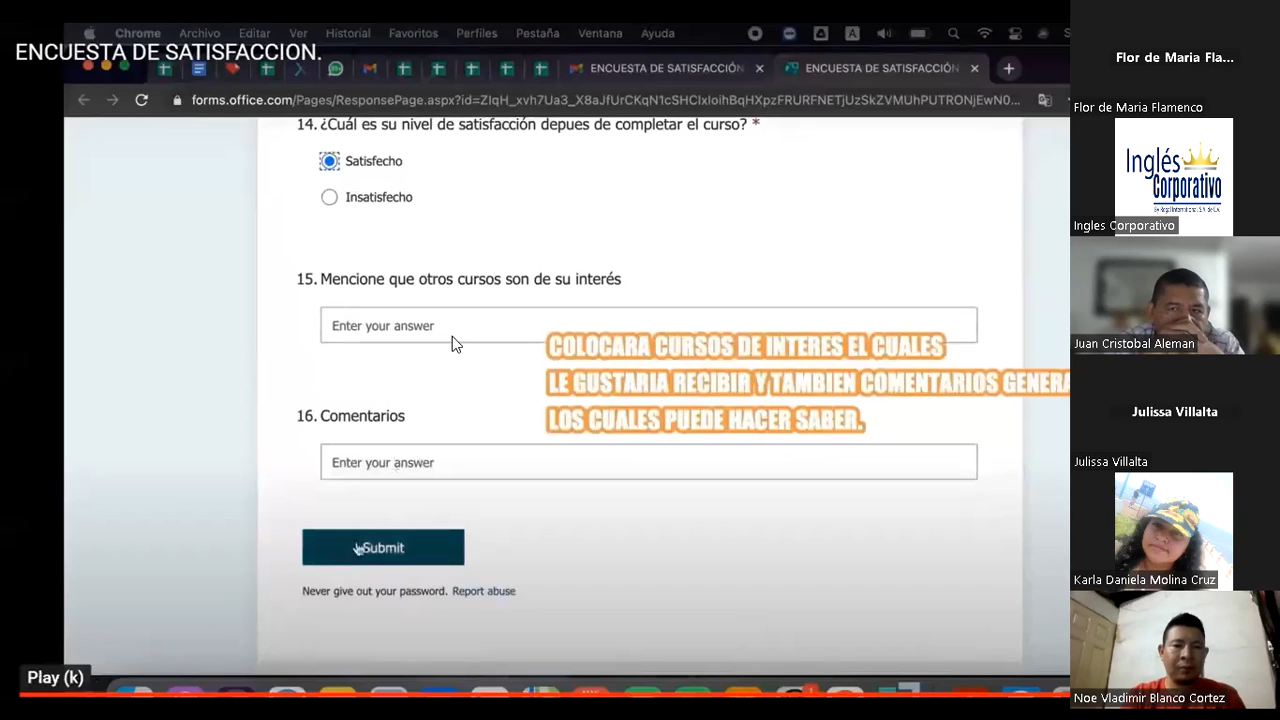 Chrome Archivo Editar Ver Historial Favoritos Perfiles Pestaña Ventana Ayuda
ENCUESTA DE SATISFACCION.
ENCUESTA DE SATISFACCIÓN
ENCUESTA DE SATISFACCIÓN
forms.office.com/Pages/ResponsePage.aspx?id=
14. ¿Cuál es su nivel de satisfacción depues de completar el curso? *
Satisfecho
Insatisfecho
15. Mencione que otros cursos son de su interés
Enter your answer
COLOCARA CURSOS DE INTERES EL CUALES
LE GUSTARIA RECIBIR Y TAMBIEN COMENTARIOS GENERA
LOS CUALES PUEDE HACER SABER.
16. Comentarios
Enter your answer
Submit
Never give out your password. Report abuse
Play (k)
Flor de Maria Fla...
Flor de Maria Flamenco
Inglés
Corporativo
Ingles Corporativo
Juan Cristobal Aleman
Julissa Villalta
Julissa Villalta
Karla Daniela Molina Cruz
Noe Vladimir Blanco Cortez